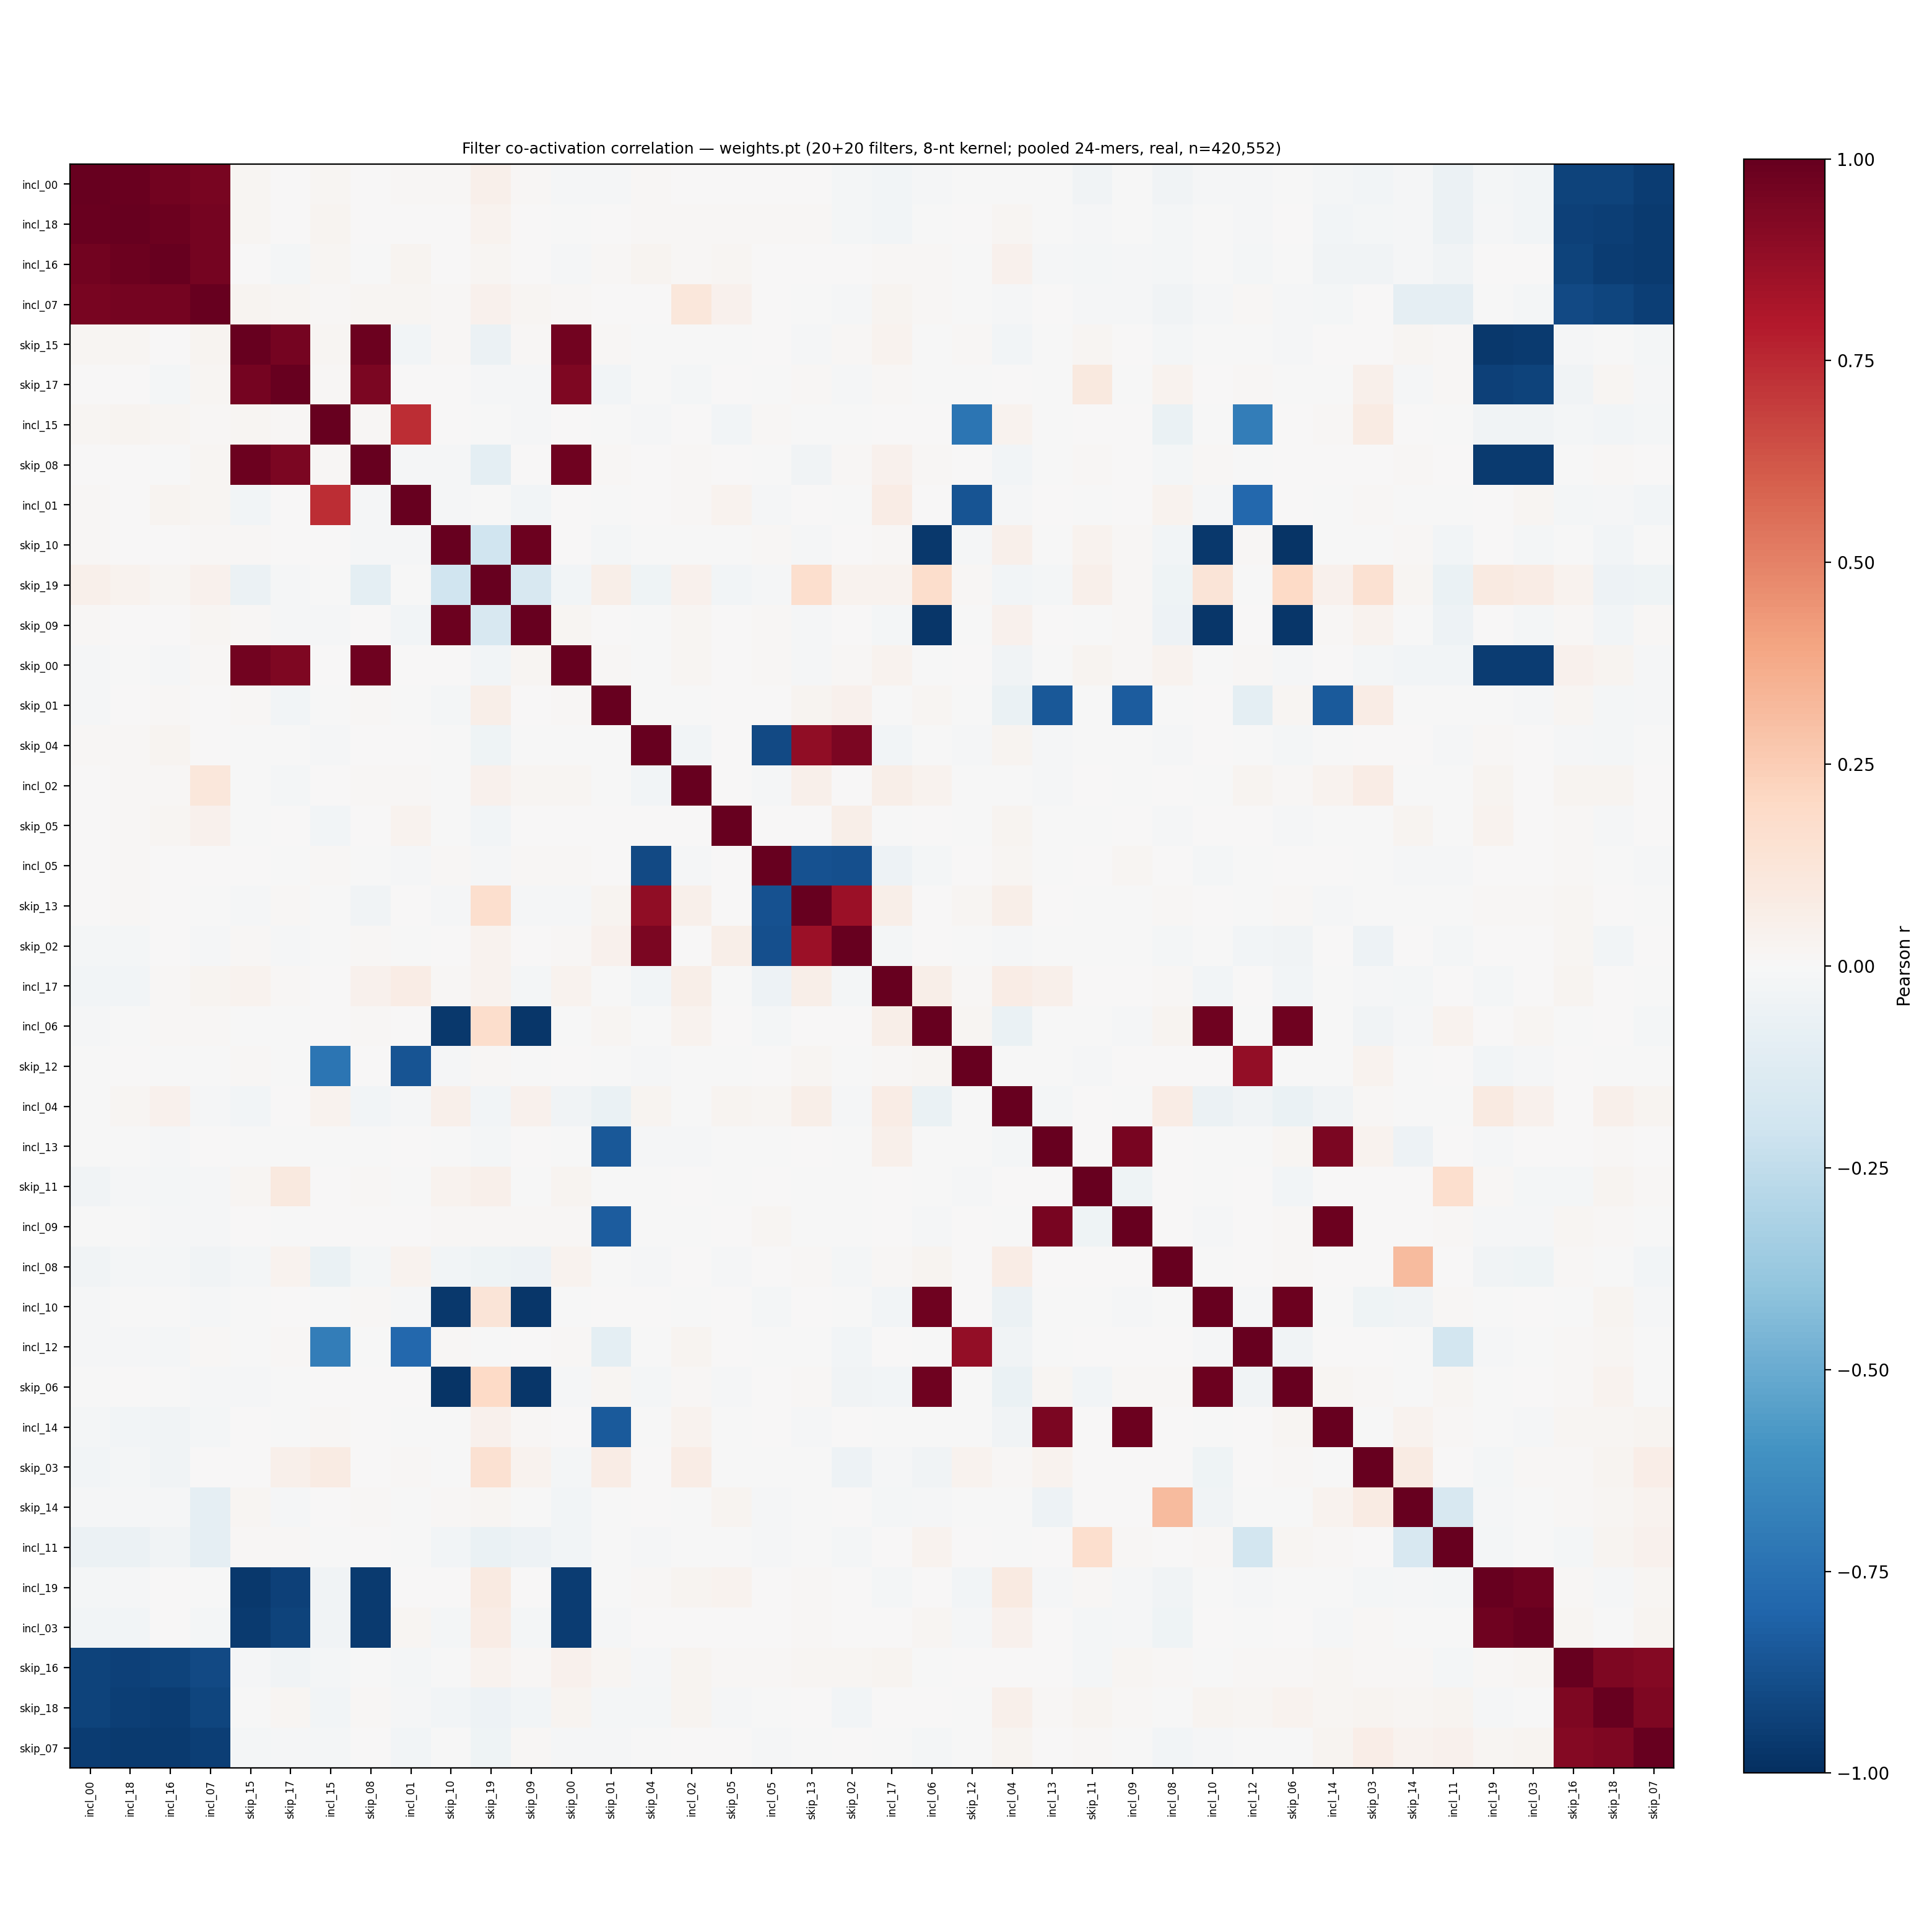 Filter co-activation correlation — weights.pt (20+20 filters, 8-nt kernel; pooled 24-mers, real, n=420,552)
incl_00
incl_18
incl_16
incl_07
skip_15
skip_17
incl_15
skip_08
incl_01
skip_10
skip_19
skip_09
skip_00
skip_01
skip_04
incl_02
skip_05
incl_05
skip_13
skip_02
incl_17
incl_06
skip_12
incl_04
incl_13
skip_11
incl_09
incl_08
incl_10
incl_12
skip_06
incl_14
skip_03
skip_14
incl_11
incl_19
incl_03
skip_16
skip_18
skip_07
incl_00
incl_18
incl_16
incl_07
skip_15
skip_17
incl_15
skip_08
incl_01
skip_10
skip_19
skip_09
skip_00
skip_01
skip_04
incl_02
skip_05
incl_05
skip_13
skip_02
incl_17
incl_06
skip_12
incl_04
incl_13
skip_11
incl_09
incl_08
incl_10
incl_12
skip_06
incl_14
skip_03
skip_14
incl_11
incl_19
incl_03
skip_16
skip_18
skip_07
1.00
0.75
0.50
0.25
0.00
−0.25
−0.50
−0.75
−1.00
Pearson r